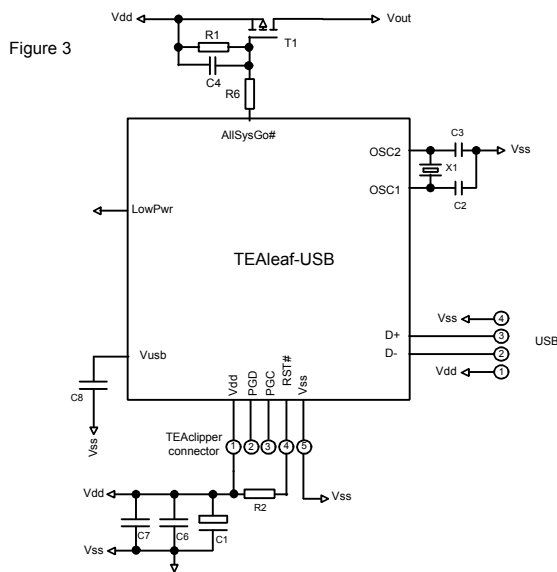 Figure 3
Vdd
Vout
R1
T1
C4
R6
AllSysGo#
OSC2
C3
Vss
X1
OSC1
C2
LowPwr
TEAleaf-USB
Vss
4
D+
3
USB
D-
2
Vdd
1
Vusb
C8
Vss
Vdd
PGD
PGC
RST#
Vss
TEAclipper
connector
1
2
3
4
5
Vdd
R2
Vss
C7
C6
C1
Vss